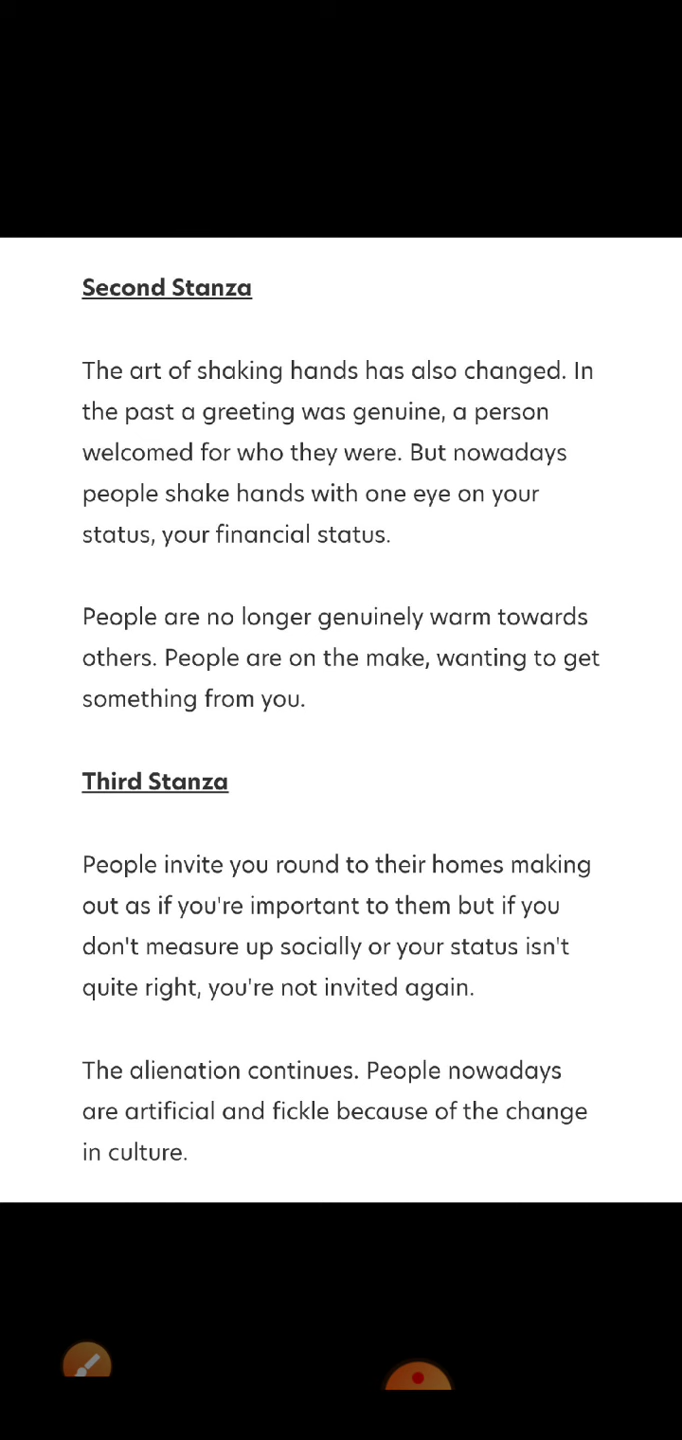 Second Stanza
The art of shaking hands has also changed. In
the past a greeting was genuine, a person
welcomed for who they were. But nowadays
people shake hands with one eye on your
status, your financial status.
People are no longer genuinely warm towards
others. People are on the make, wanting to get
something from you.
Third Stanza
People invite you round to their homes making
out as if you're important to them but if you
don't measure up socially or your status isn't
quite right, you're not invited again.
The alienation continues. People nowadays
are artificial and fickle because of the change
in culture.